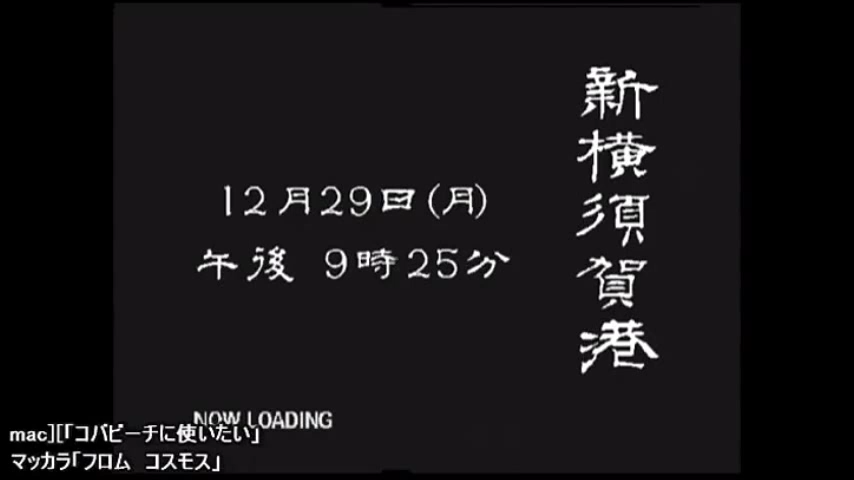 新横須賀港
12月29日(月)
午後 9時25分
NOW LOADING
mac][「コバビーチに使いたい」
マッカラ「フロム コスモス」